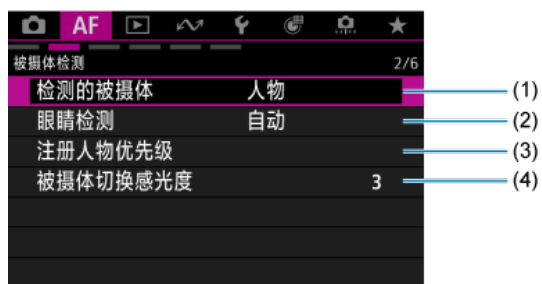 AF
被摄体检测 2/6
检测的被摄体 人物 (1)
眼睛检测 自动 (2)
注册人物优先级 (3)
被摄体切换感光度 3 (4)